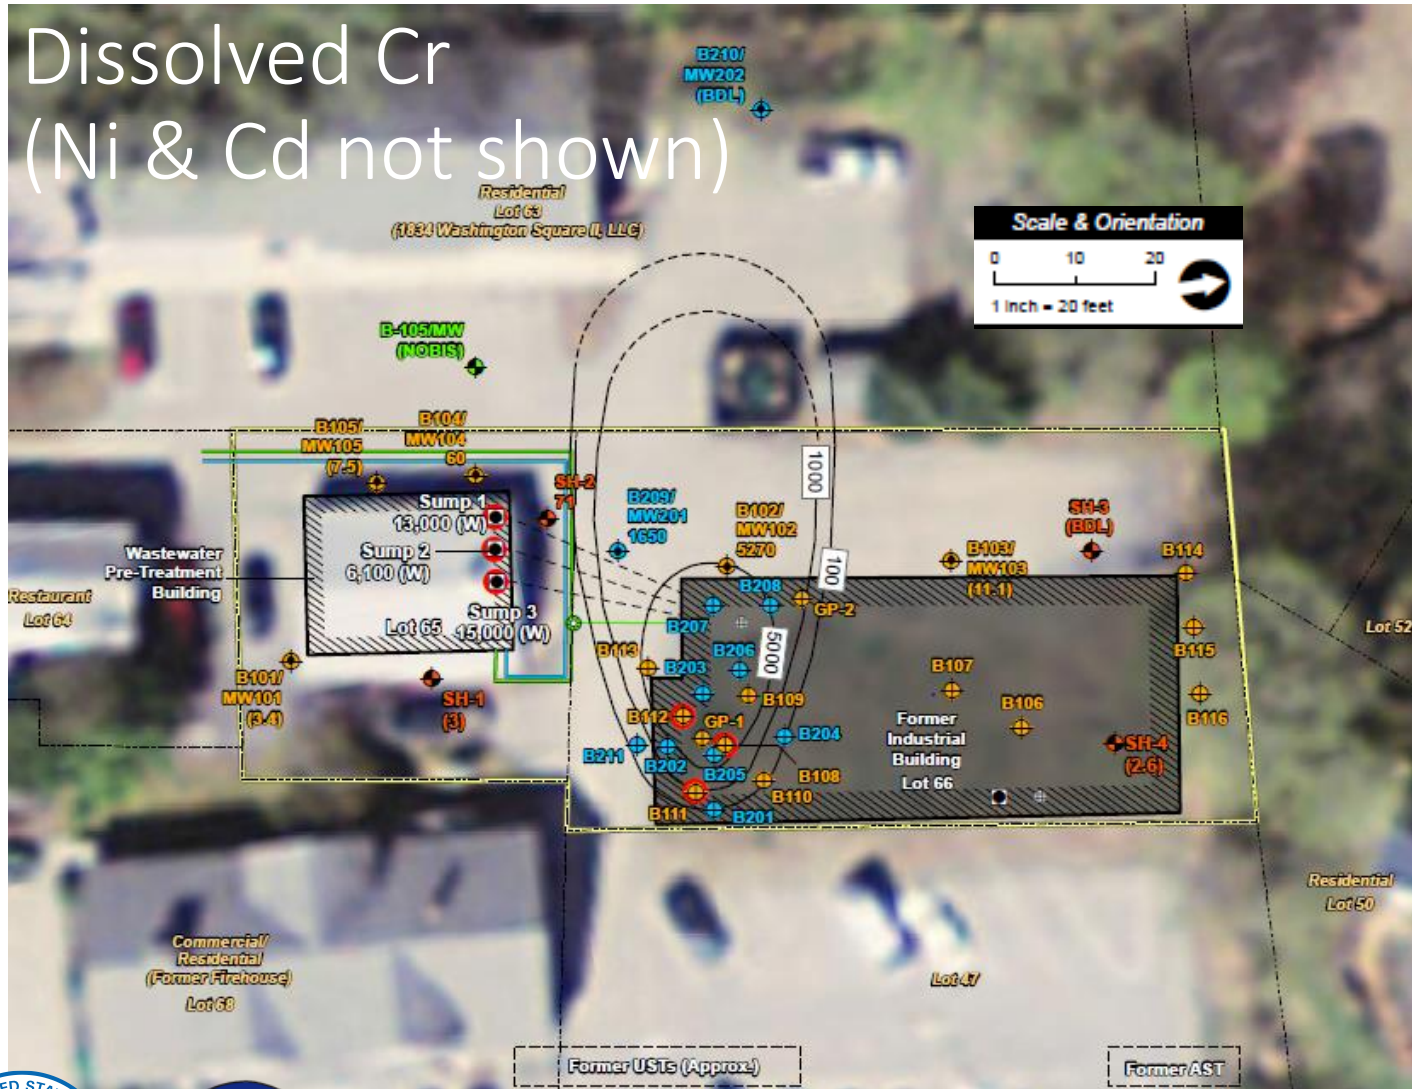 Dissolved Cr
(Ni & Cd not shown)
B210/
MW202
(BDL)
Residential
Lot 63
(1834 Washington Square II, LLC)
Scale & Orientation
0 10 20
1 inch = 20 feet
B-105/MW
(NOBIS)
B105/
MW105
(7.5)
B104/
MW104
60
1000
SH-2
71
Sump 1
13,000 (W)
Sump 2
6,100 (W)
Sump 3
15,000 (W)
Lot 65
Wastewater
Pre-Treatment
Building
Restaurant
Lot 64
B209/
MW201
1650
B102/
MW102
5270
100
B103/
MW103
(11.1)
SH-3
(BDL)
B114
B208
GP-2
B207
5000
B206
B113
B203
B109
B107
B106
B115
B116
Lot 52
B101/
MW101
(3.4)
SH-1
(3)
B112
GP-1
B204
B211
B202
B205
B108
B110
B111
B201
Former
Industrial
Building
Lot 66
SH-4
(2.6)
Residential
Lot 50
Commercial/
Residential
(Former Firehouse)
Lot 68
Lot 47
Former USTs (Approx.)
Former AST